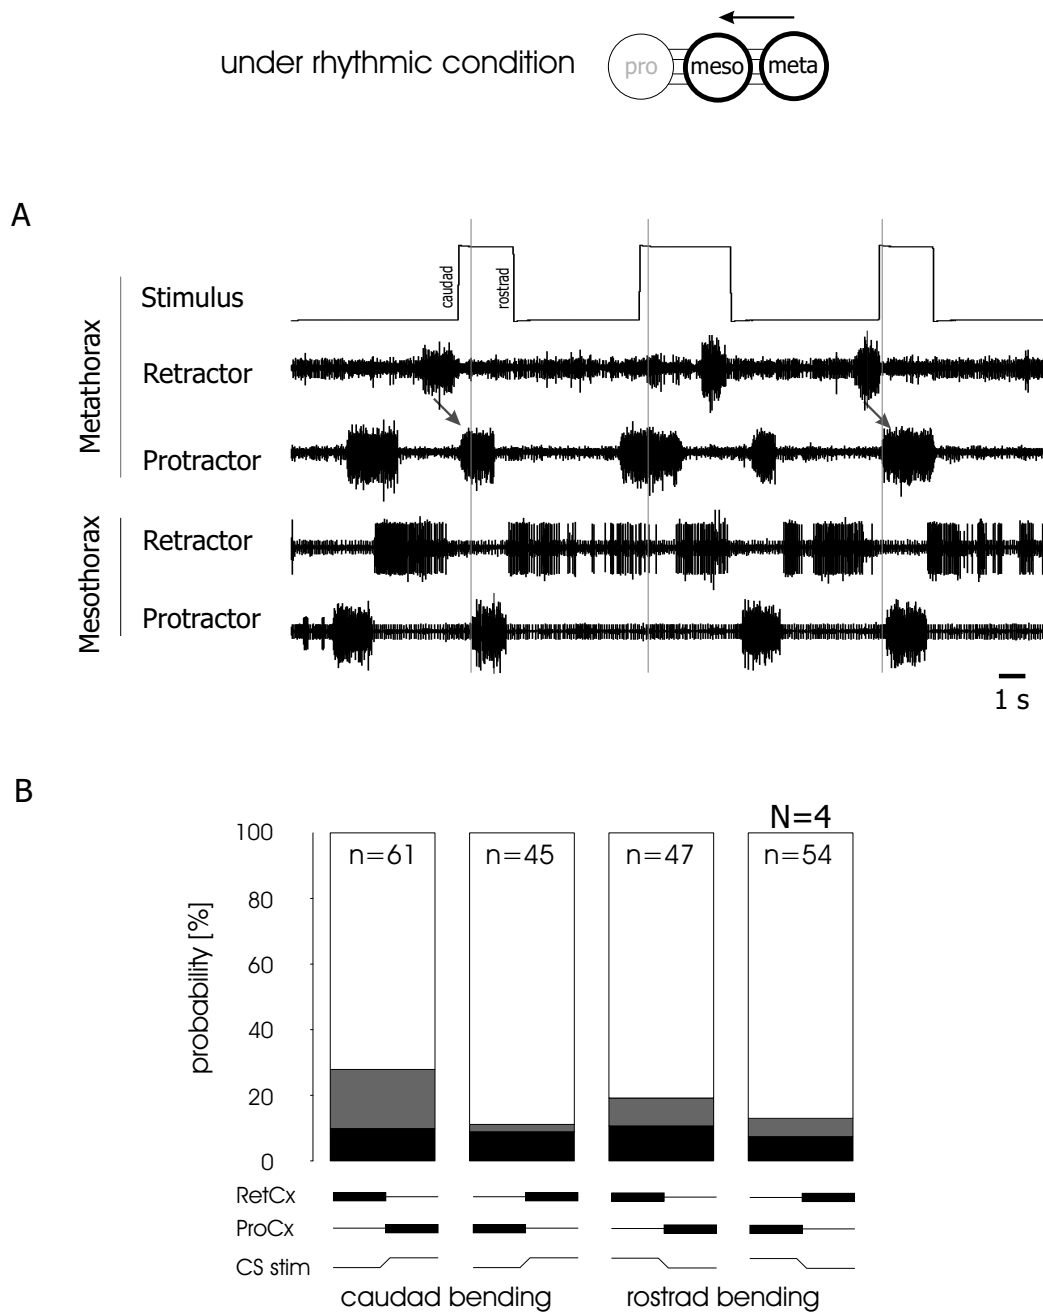 under rhythmic condition
pro meso meta
A
Metathorax
Stimulus
caudad
rostrad
Retractor
Protractor
Mesothorax
Retractor
Protractor
1 s
B
N=4
probability [%]
100
80
60
40
20
0
n=61 n=45 n=47 n=54
RetCx
ProCx
CS stim
caudad bending rostrad bending